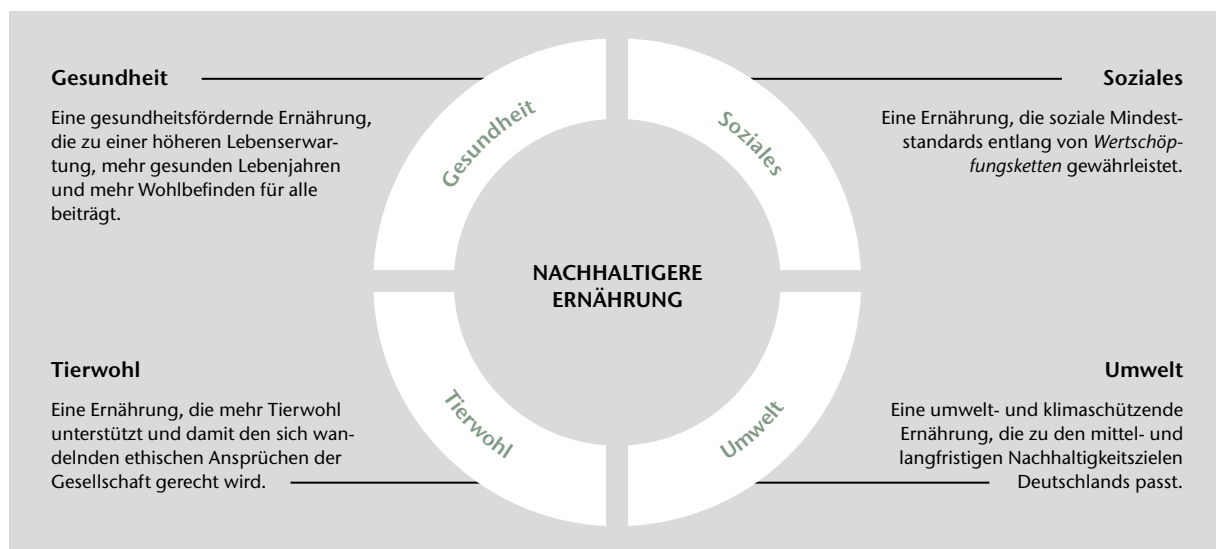 Gesundheit
Eine gesundheitsfördernde Ernährung,
die zu einer höheren Lebenserwar-
tung, mehr gesunden Lebenjahren
und mehr Wohlbefinden für alle
beiträgt.
Soziales
Eine Ernährung, die soziale Mindest-
standards entlang von Wertschöp-
fungsketten gewährleistet.
Gesundheit
Soziales
NACHHALTIGERE
ERNÄHRUNG
Tierwohl
Umwelt
Tierwohl
Eine Ernährung, die mehr Tierwohl
unterstützt und damit den sich wan-
delnden ethischen Ansprüchen der
Gesellschaft gerecht wird.
Umwelt
Eine umwelt- und klimaschützende
Ernährung, die zu den mittel- und
langfristigen Nachhaltigkeitszielen
Deutschlands passt.